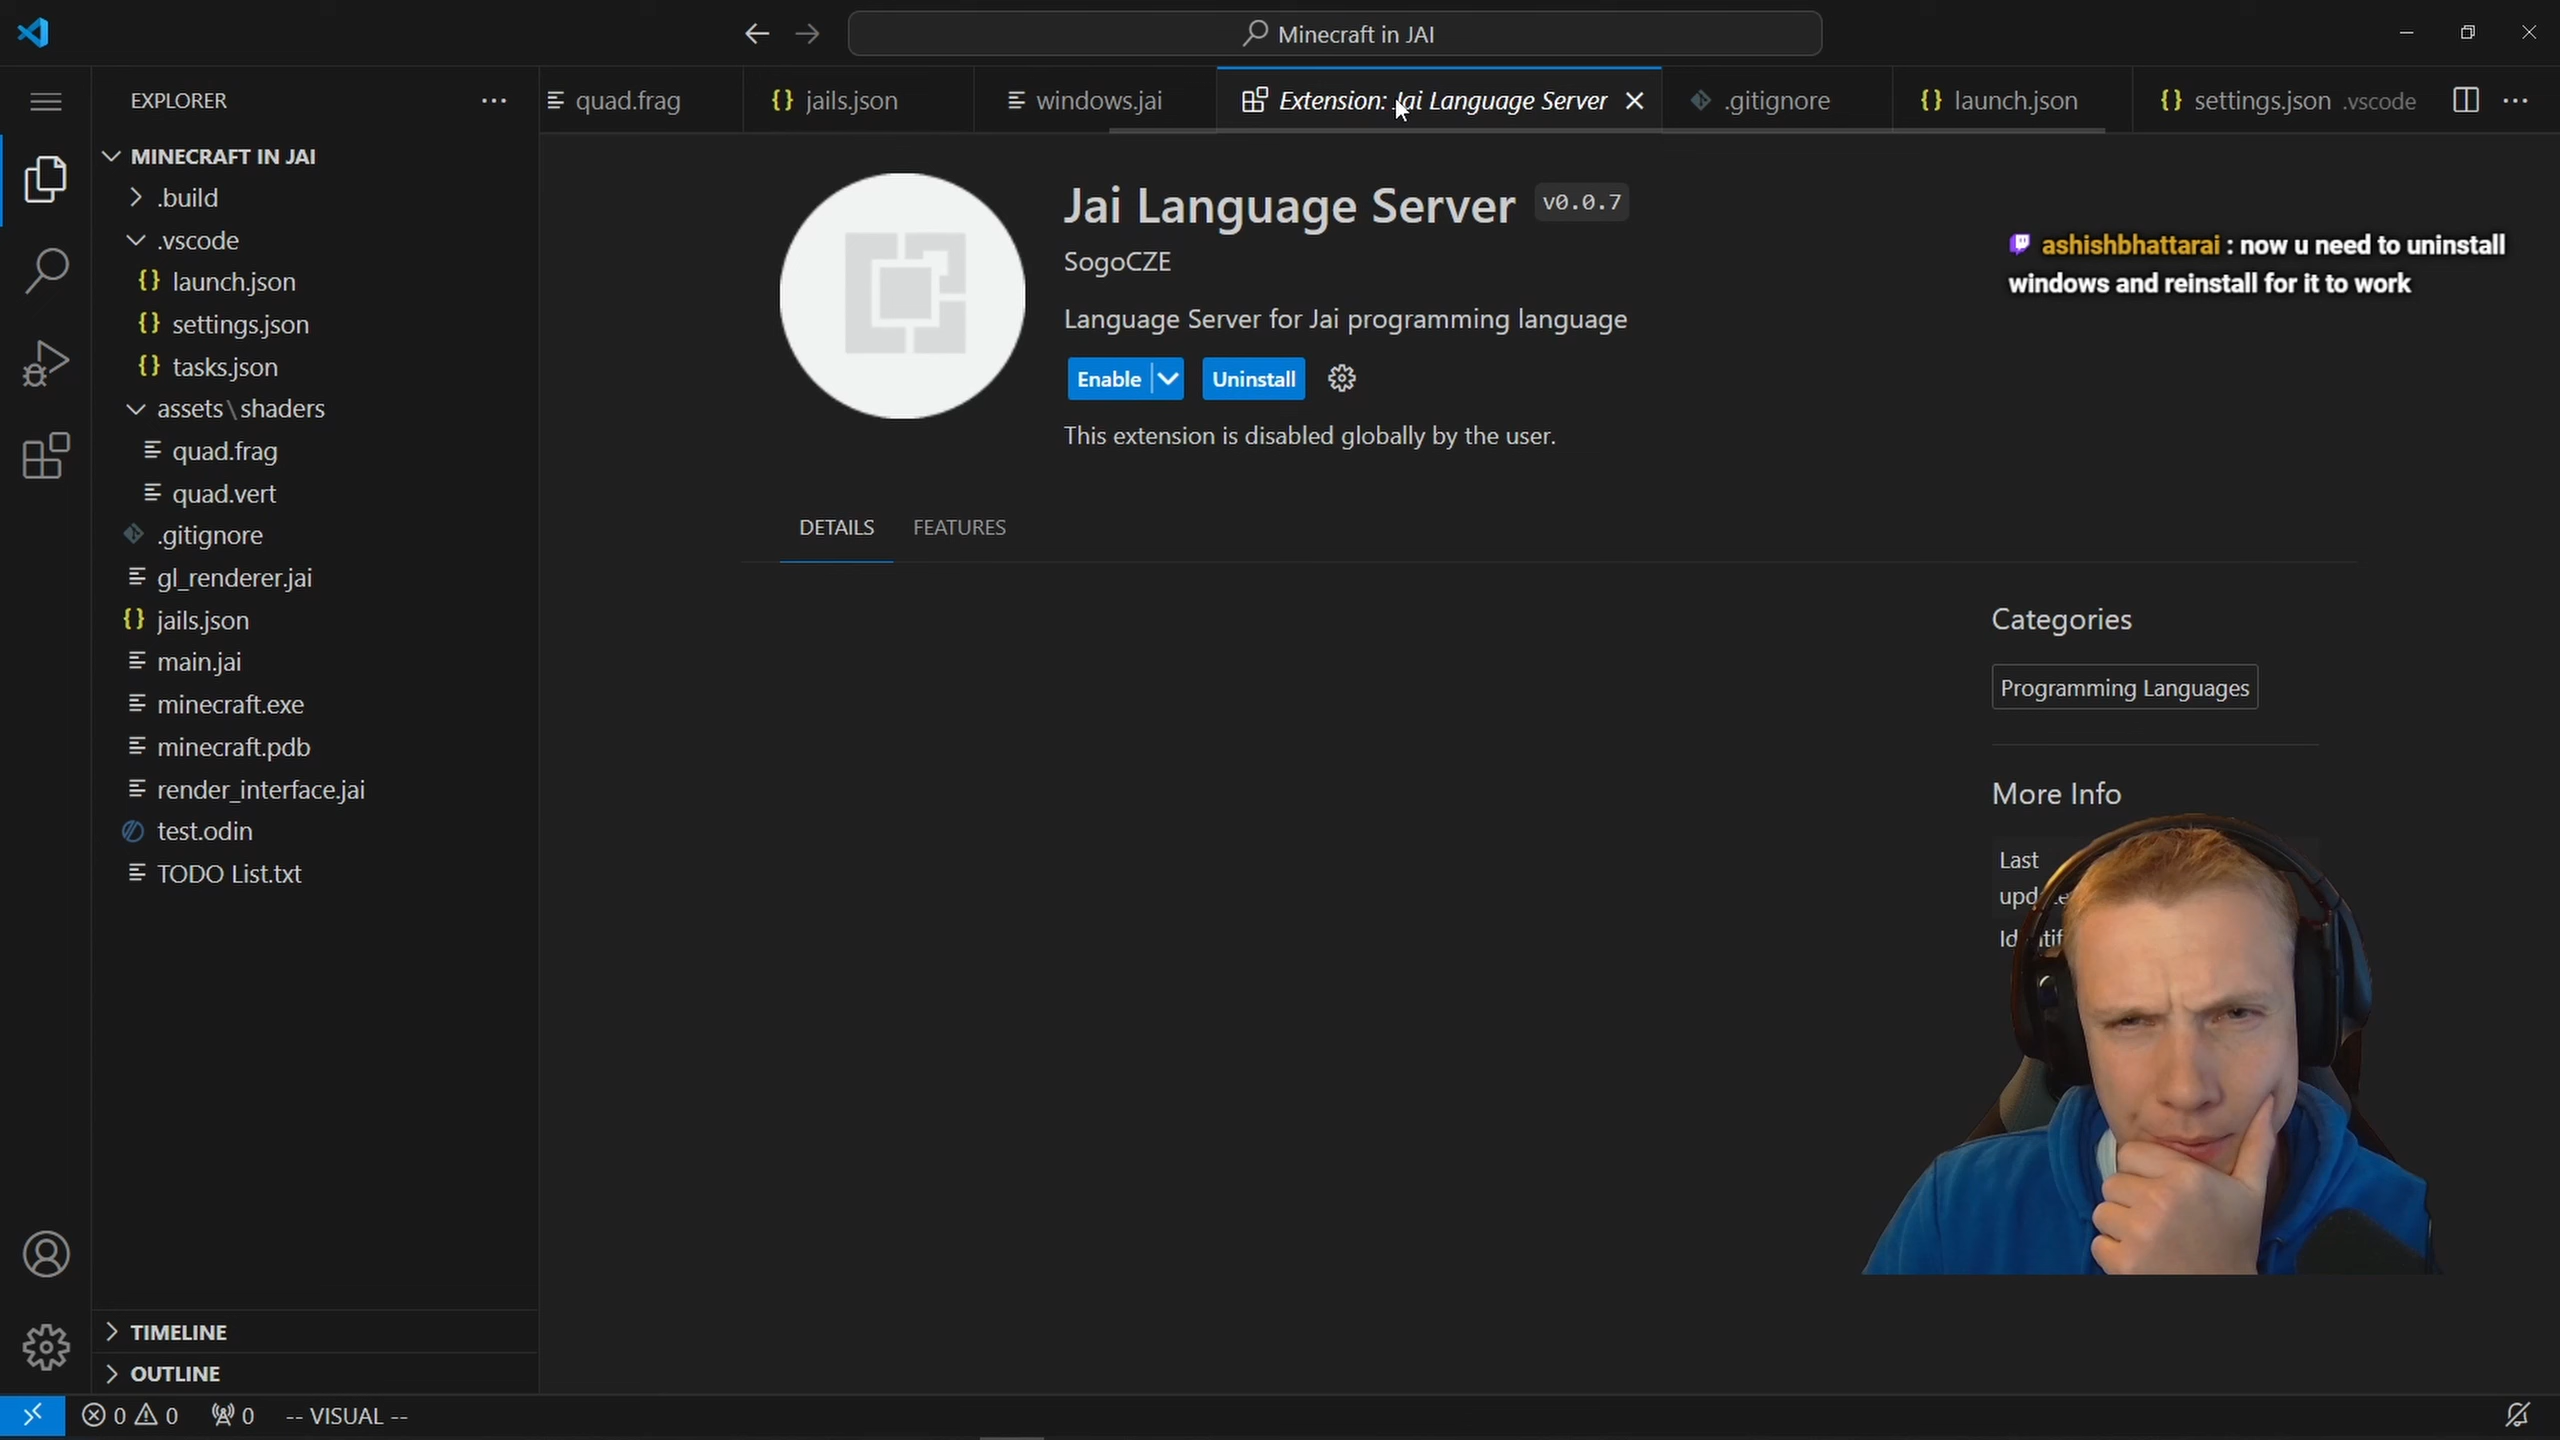 Minecraft in JAI
EXPLORER
quad.frag
jails.json
windows.jai
Extension: Jai Language Server
.gitignore
launch.json
settings.json .vscode
MINECRAFT IN JAI
.build
.vscode
launch.json
settings.json
tasks.json
assets\shaders
quad.frag
quad.vert
.gitignore
gl_renderer.jai
jails.json
main.jai
minecraft.exe
minecraft.pdb
render_interface.jai
test.odin
TODO List.txt
TIMELINE
OUTLINE
Jai Language Server v0.0.7
SogoCZE
Language Server for Jai programming language
Enable
Uninstall
This extension is disabled globally by the user.
DETAILS
FEATURES
ashishbhattarai : now u need to uninstall
windows and reinstall for it to work
Categories
Programming Languages
More Info
Last
0
0
0
-- VISUAL --